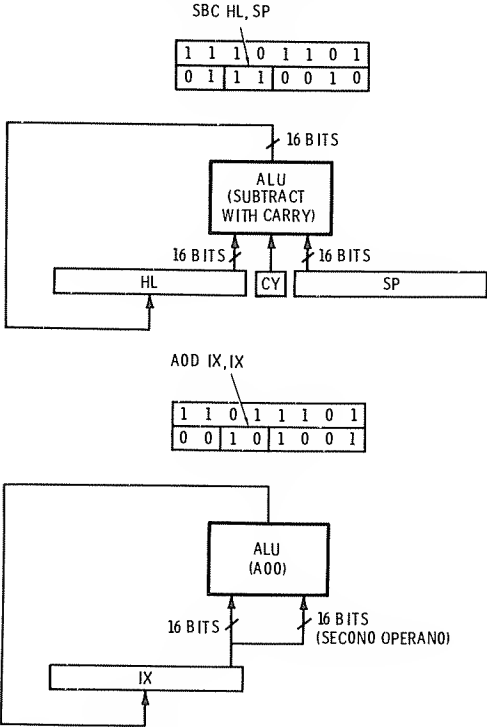 SBC HL, SP
1 1 1 0 1 1 0 1
0 1 1 1 0 0 1 0
16 BITS
ALU
(SUBTRACT
WITH CARRY)
16 BITS
16 BITS
HL
CY
SP
A0D IX, IX
1 1 0 1 1 1 0 1
0 0 1 0 1 0 0 1
ALU
(A00)
16 BITS
16 BITS
(SECONO OPERANO)
IX